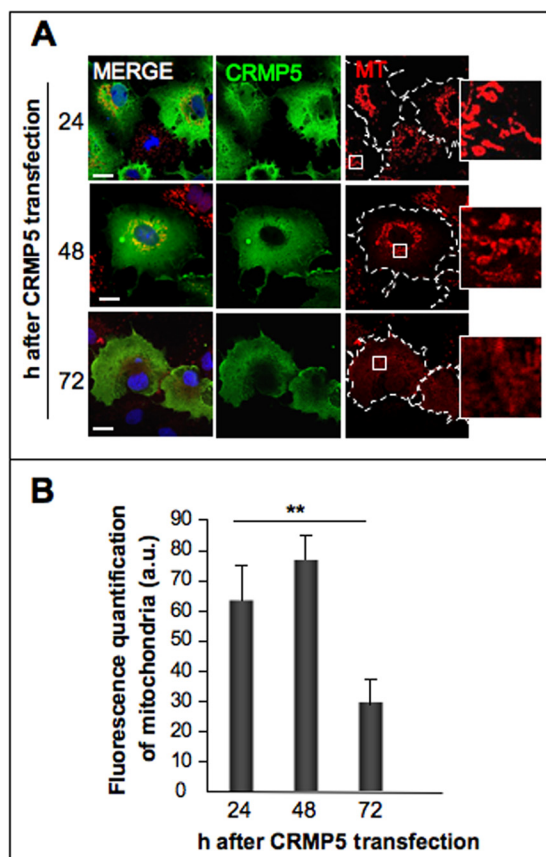 A
MERGE
CRMP5
MT
h after CRMP5 transfection
24
48
72
B
Fluorescence quantification
of mitochondria (a.u.)
90
80
70
60
50
40
30
20
10
0
**
24 48 72
h after CRMP5 transfection